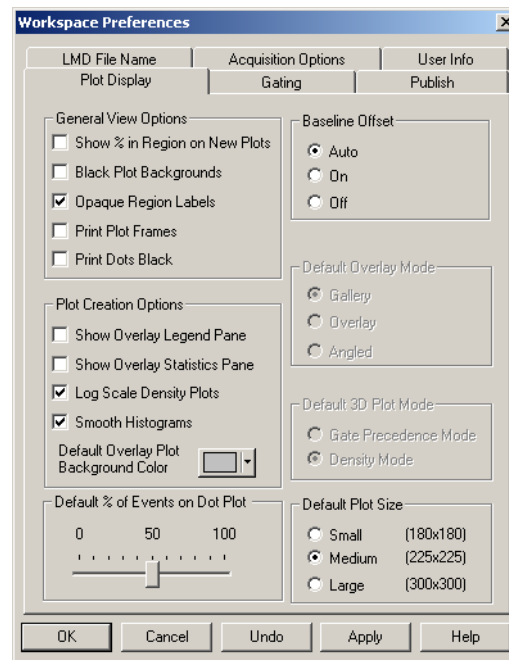 Workspace Preferences
LMD File Name
Acquisition Options
User Info
Plot Display
Gating
Publish
General View Options
Show % in Region on New Plots
Black Plot Backgrounds
Opaque Region Labels
Print Plot Frames
Print Dots Black
Baseline Offset
Auto
On
Off
Default Overlay Mode
Gallery
Overlay
Angled
Plot Creation Options
Show Overlay Legend Pane
Show Overlay Statistics Pane
Log Scale Density Plots
Smooth Histograms
Default Overlay Plot
Background Color
Default 3D Plot Mode
Gate Precedence Mode
Density Mode
Default % of Events on Dot Plot
0 50 100
Default Plot Size
Small (180x180)
Medium (225x225)
Large (300x300)
OK
Cancel
Undo
Apply
Help